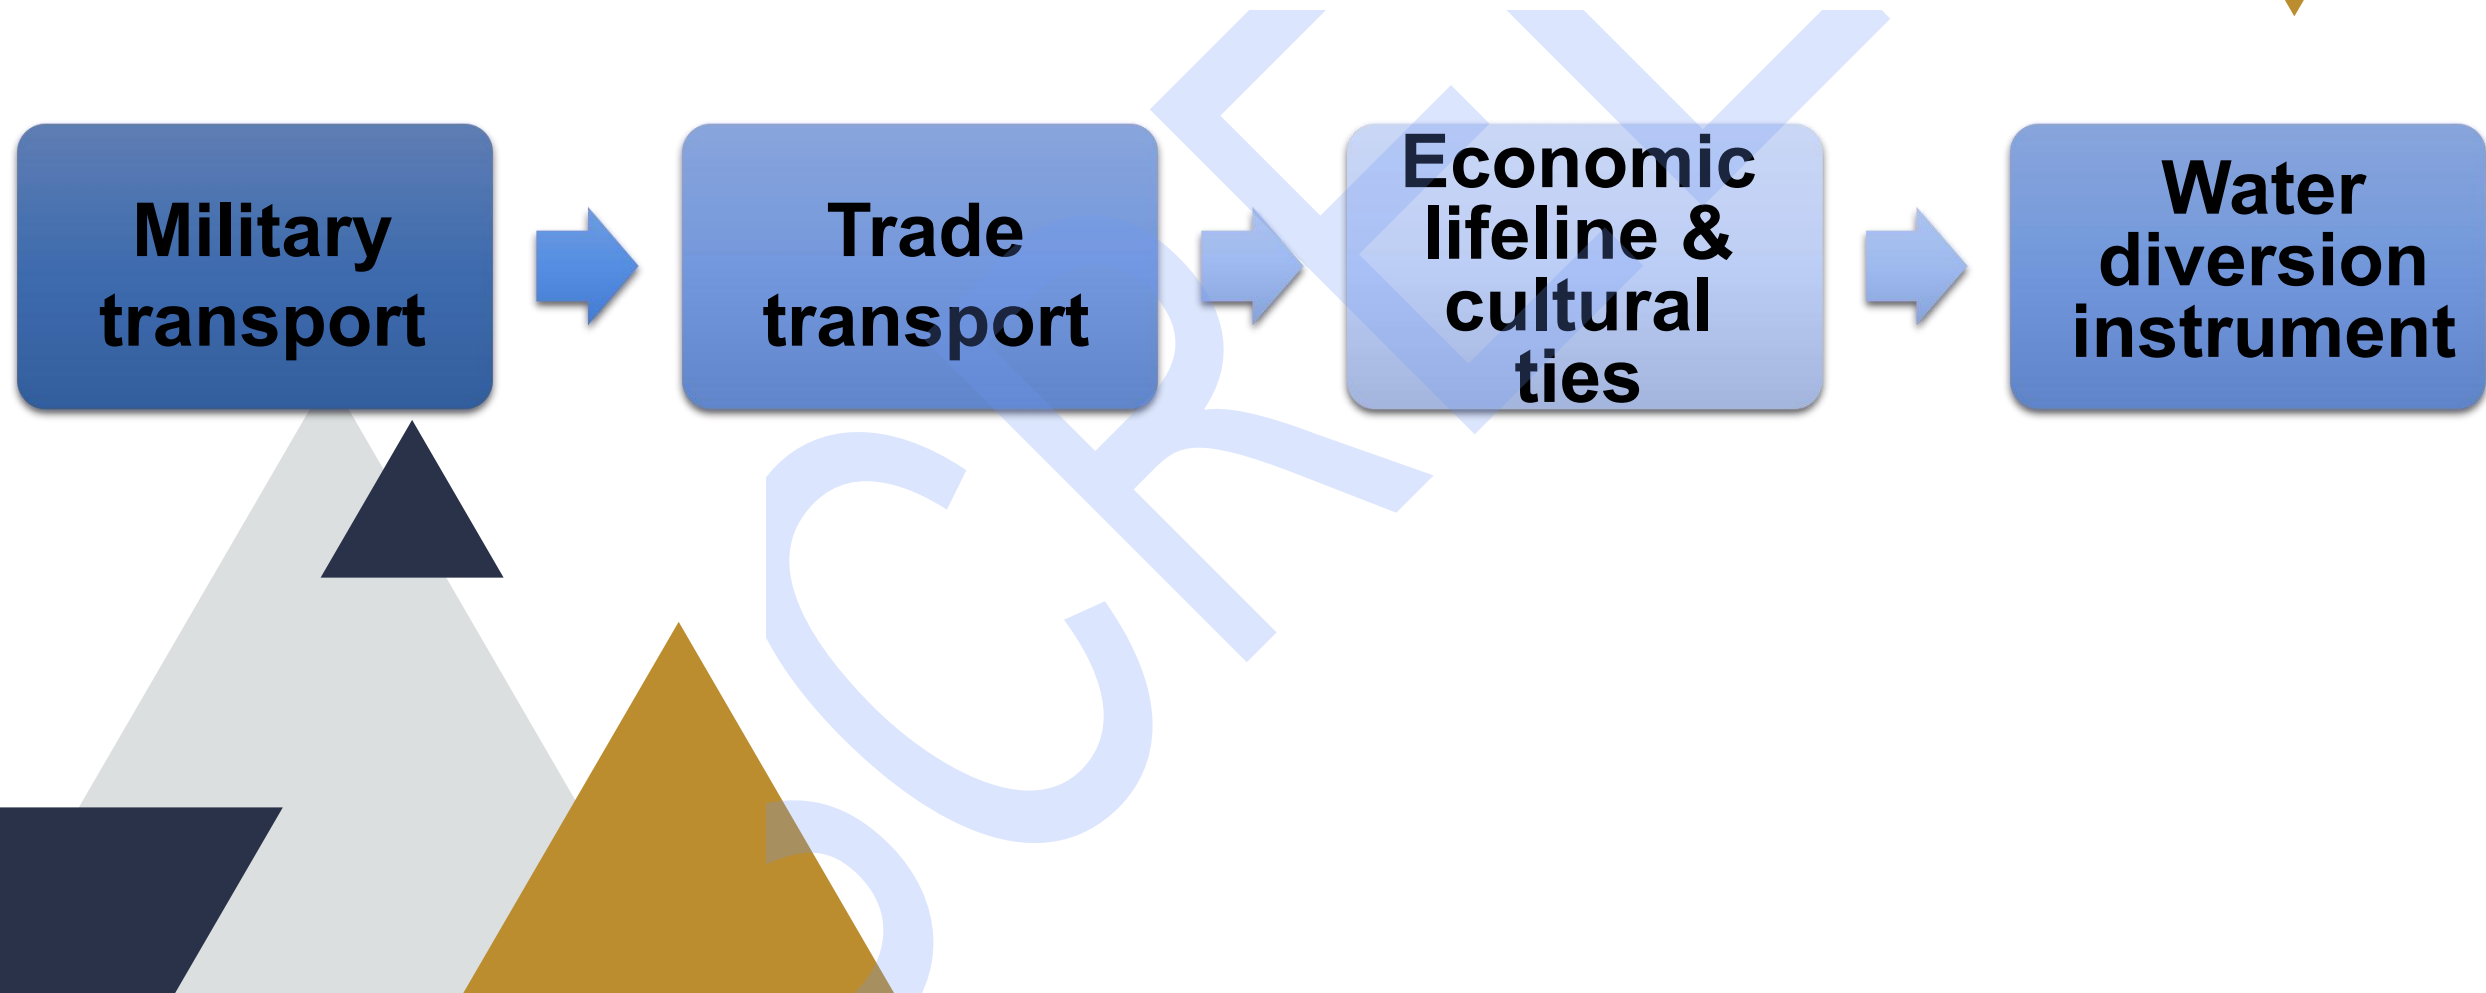 Military
transport
Trade
transport
Economic
lifeline &
cultural
ties
Water
diversion
instrument